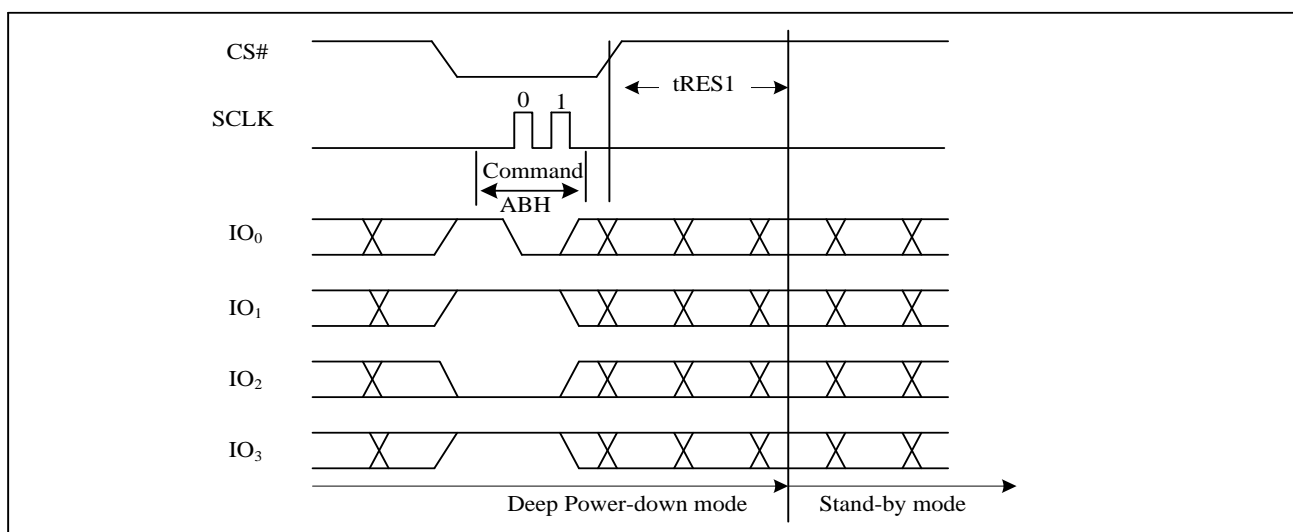 CS#
tRES1
0 1
SCLK
Command
ABH
IO₀
IO₁
IO₂
IO₃
Deep Power-down mode Stand-by mode